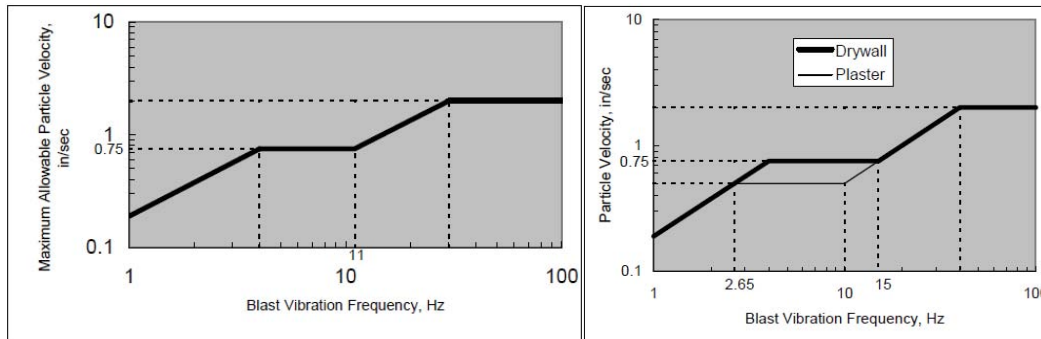 10
1
0.75
0.1
Maximum Allowable Particle Velocity,
in/sec
11
1
10
100
Blast Vibration Frequency, Hz
10
1
0.75
0.1
Particle Velocity, in/sec
Drywall
Plaster
2.65
15
1
10
100
Blast Vibration Frequency, Hz